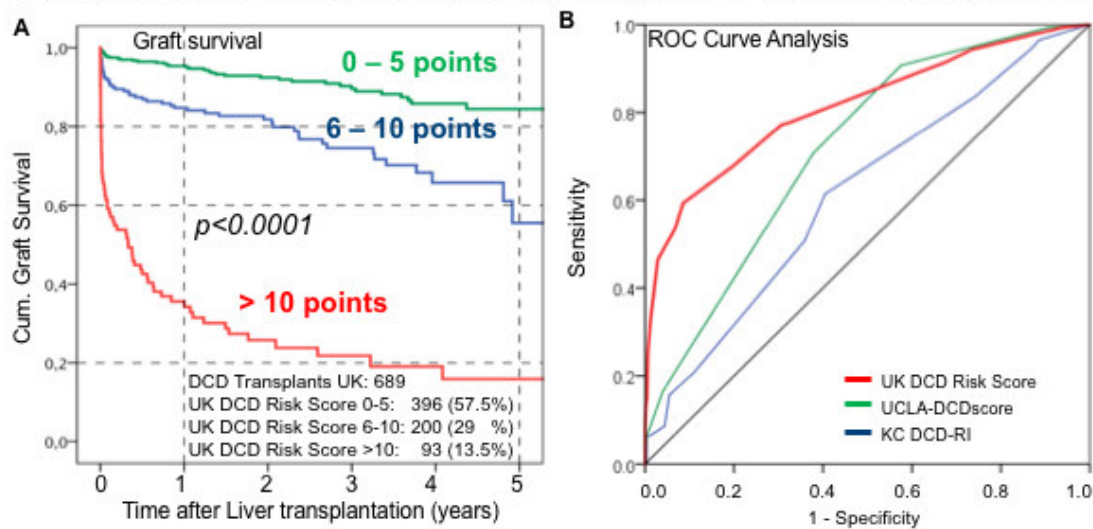 A
Graft survival
0 – 5 points
6 – 10 points
p<0.0001
> 10 points
DCD Transplants UK: 689
UK DCD Risk Score 0-5: 396 (57.5%)
UK DCD Risk Score 6-10: 200 (29 %)
UK DCD Risk Score >10: 93 (13.5%)
Cum. Graft Survival
1,0
0,8
0,6
0,4
0,2
0,0
0 1 2 3 4 5
Time after Liver transplantation (years)
B
ROC Curve Analysis
Sensitivity
1.0
0.8
0.6
0.4
0.2
0.0
UK DCD Risk Score
UCLA-DCDscore
KC DCD-RI
0.0 0.2 0.4 0.6 0.8 1.0
1 - Specificity